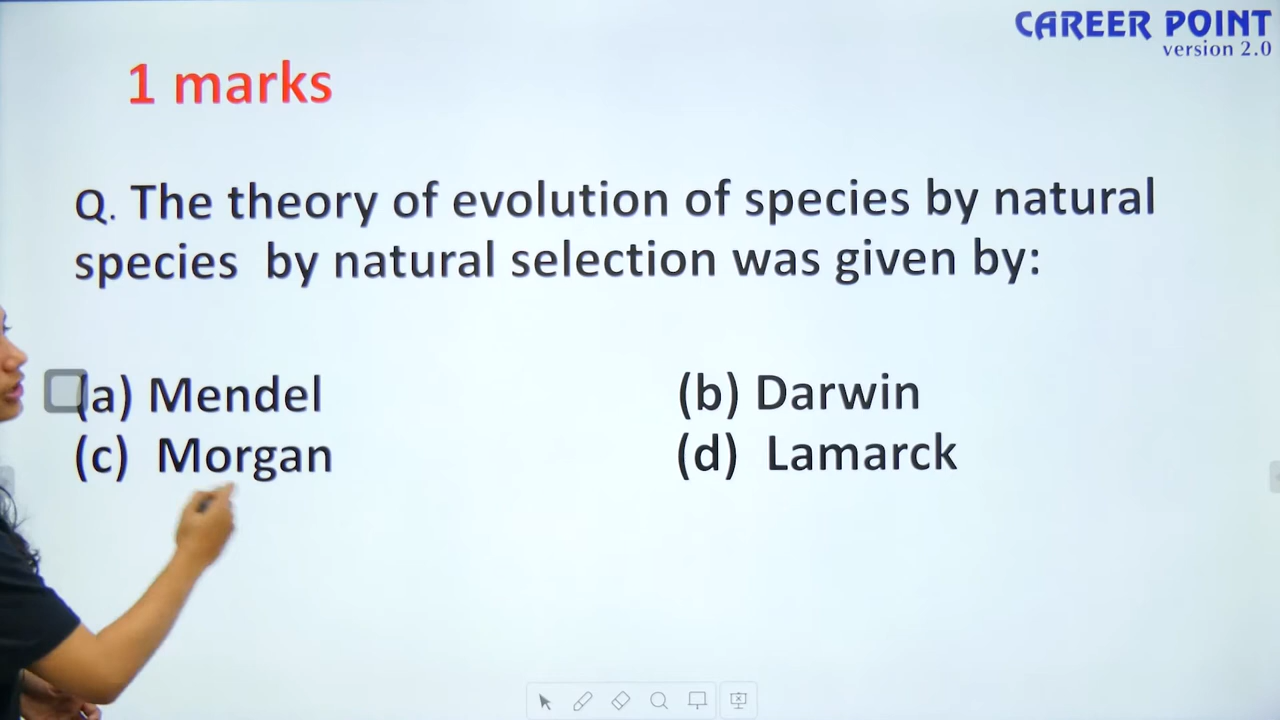 CAREER POINT
version 2.0
1 marks
Q. The theory of evolution of species by natural
species by natural selection was given by:
(a) Mendel
(b) Darwin
(c) Morgan
(d) Lamarck